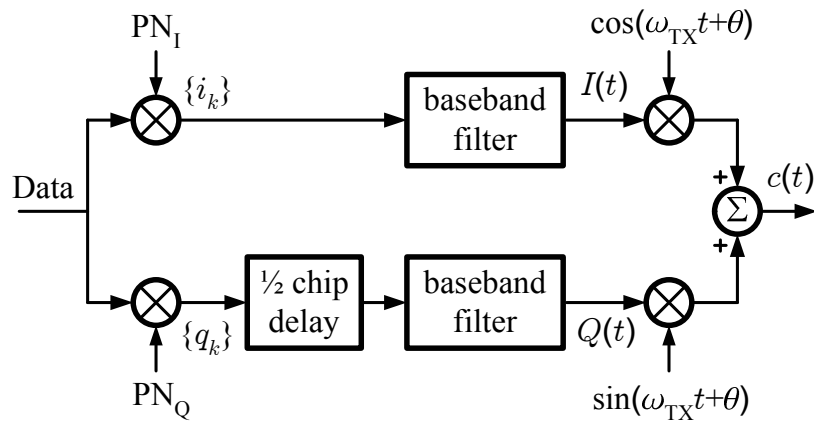 PN_I
cos(ω_TX t+θ)
{i_k}
baseband
filter
I(t)
Data
+
Σ
c(t)
+
½ chip
delay
baseband
filter
{q_k}
Q(t)
PN_Q
sin(ω_TX t+θ)